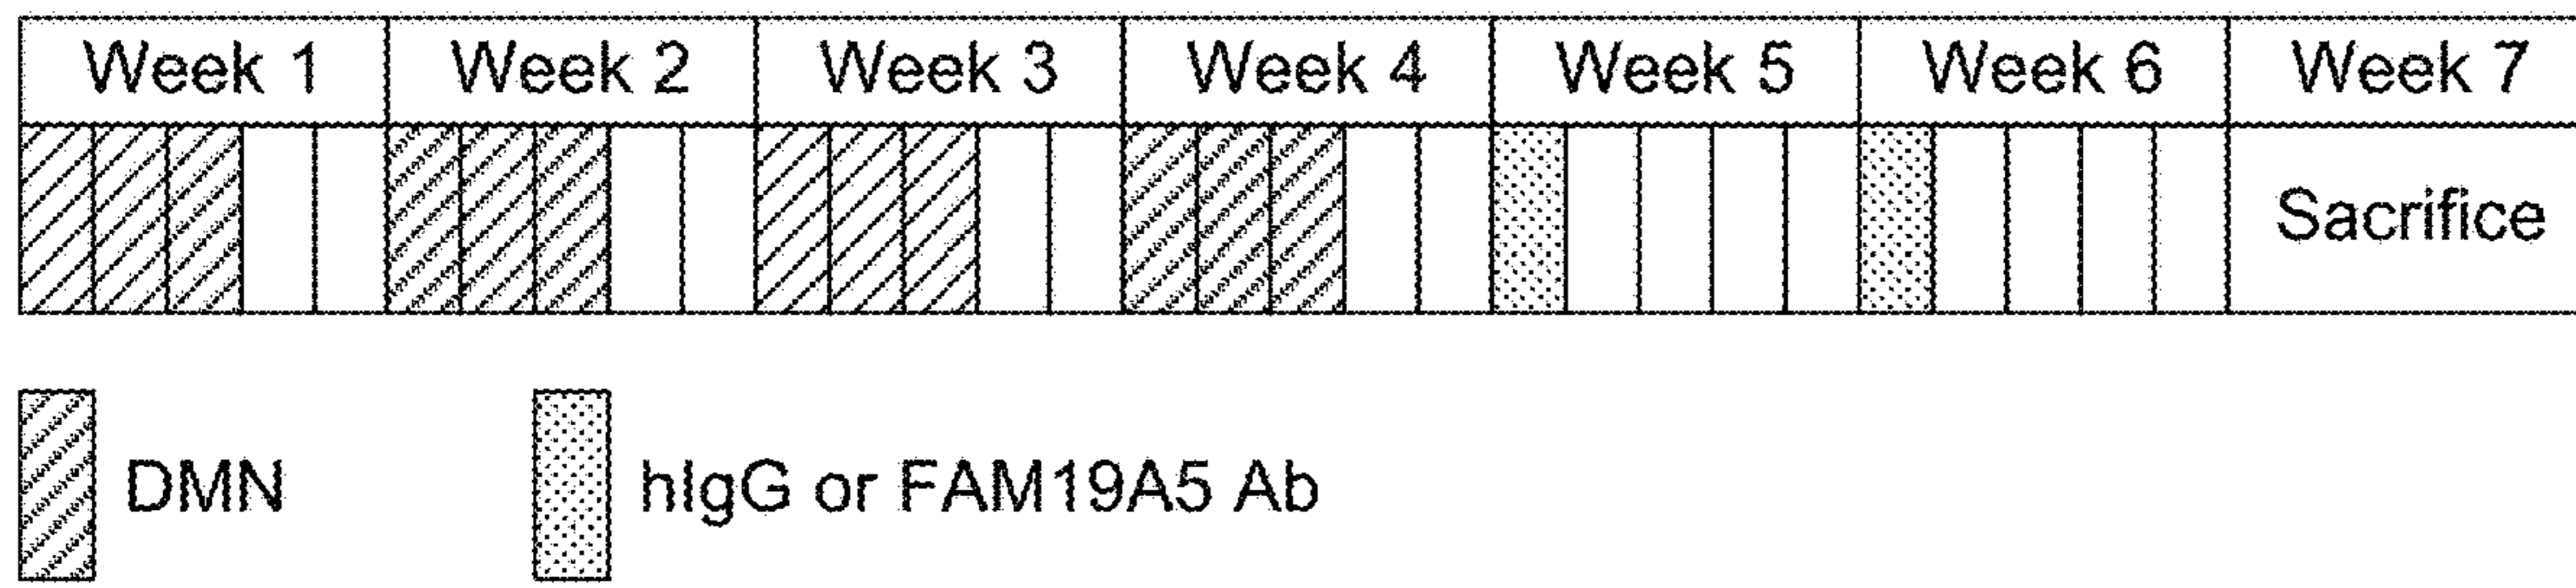 Week 1 Week 2 Week 3 Week 4 Week 5 Week 6 Week 7
Sacrifice
DMN hIgG or FAM19A5 Ab